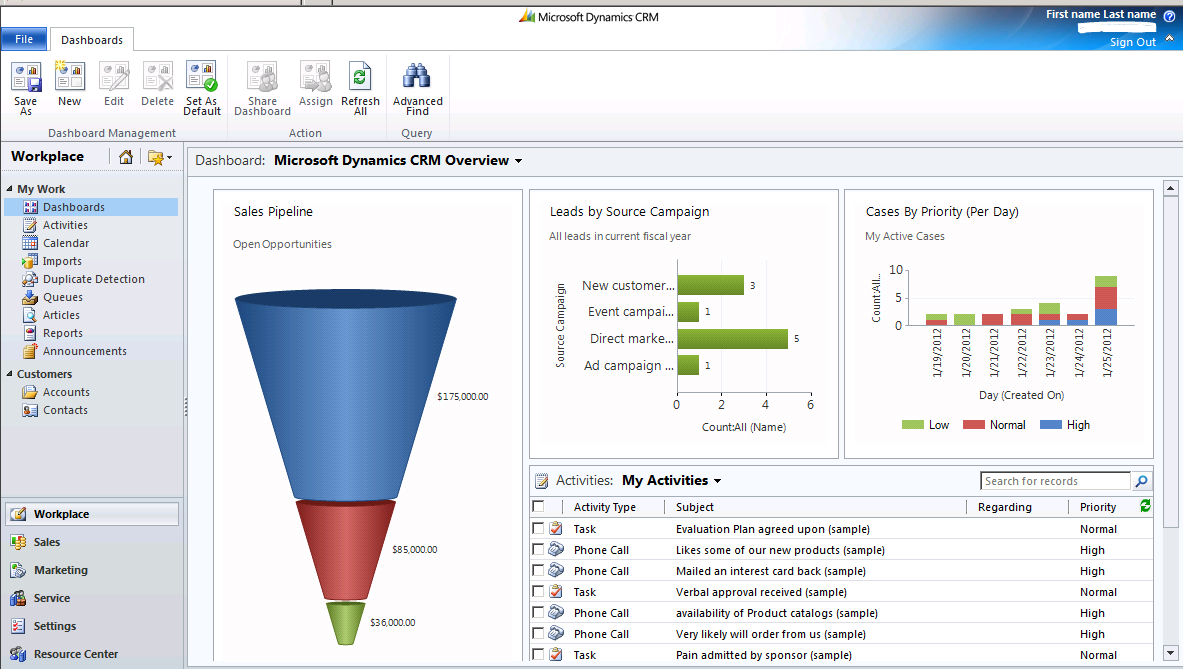 Microsoft Dynamics CRM
First name Last name
Sign Out
File
Dashboards
Save As
New
Edit
Delete
Set As Default
Share Dashboard
Assign
Refresh All
Advanced Find
Dashboard Management
Action
Query
Workplace
My Work
Dashboards
Activities
Calendar
Imports
Duplicate Detection
Queues
Articles
Reports
Announcements
Customers
Accounts
Contacts
Workplace
Sales
Marketing
Service
Settings
Resource Center
Dashboard: Microsoft Dynamics CRM Overview
Sales Pipeline
Open Opportunities
$175,000.00
$85,000.00
$36,000.00
Leads by Source Campaign
All leads in current fiscal year
Source Campaign
New customer... 3
Event campai... 1
Direct marke... 5
Ad campaign ... 1
0 2 4 6
Count:All (Name)
Cases By Priority (Per Day)
My Active Cases
Count:All...
10
5
0
1/19/2012 1/20/2012 1/21/2012 1/22/2012 1/23/2012 1/24/2012 1/25/2012
Day (Created On)
Low Normal High
Activities: My Activities
Search for records
Activity Type Subject Regarding Priority
Task Evaluation Plan agreed upon (sample) Normal
Phone Call Likes some of our new products (sample) High
Phone Call Mailed an interest card back (sample) High
Task Verbal approval received (sample) Normal
Phone Call availability of Product catalogs (sample) High
Phone Call Very likely will order from us (sample) High
Task Pain admitted by sponsor (sample) Normal